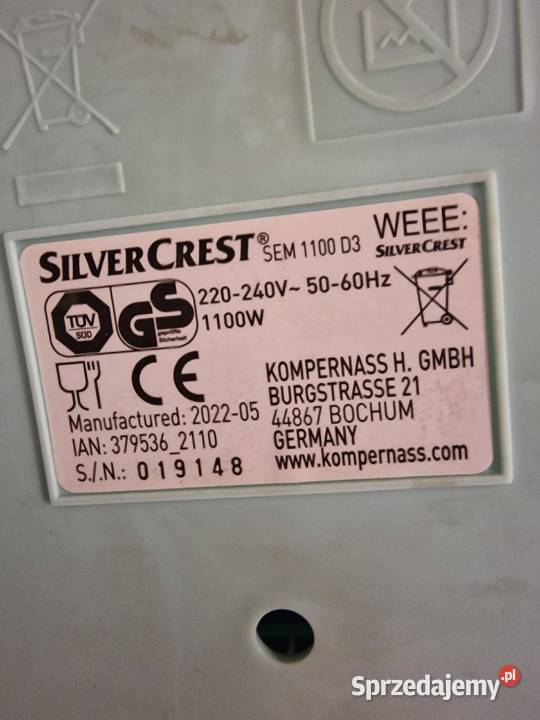 SILVERCREST® SEM 1100 D3
WEEE:
SILVERCREST
TÜV
SÜD
GS
geprüfte
Sicherheit
220-240V~ 50-60Hz
1100W
CE
KOMPERNASS H. GMBH
BURGSTRASSE 21
44867 BOCHUM
GERMANY
www.kompernass.com
Manufactured: 2022-05
IAN: 379536_2110
S./N.: 019148
Sprzedajemy.pl